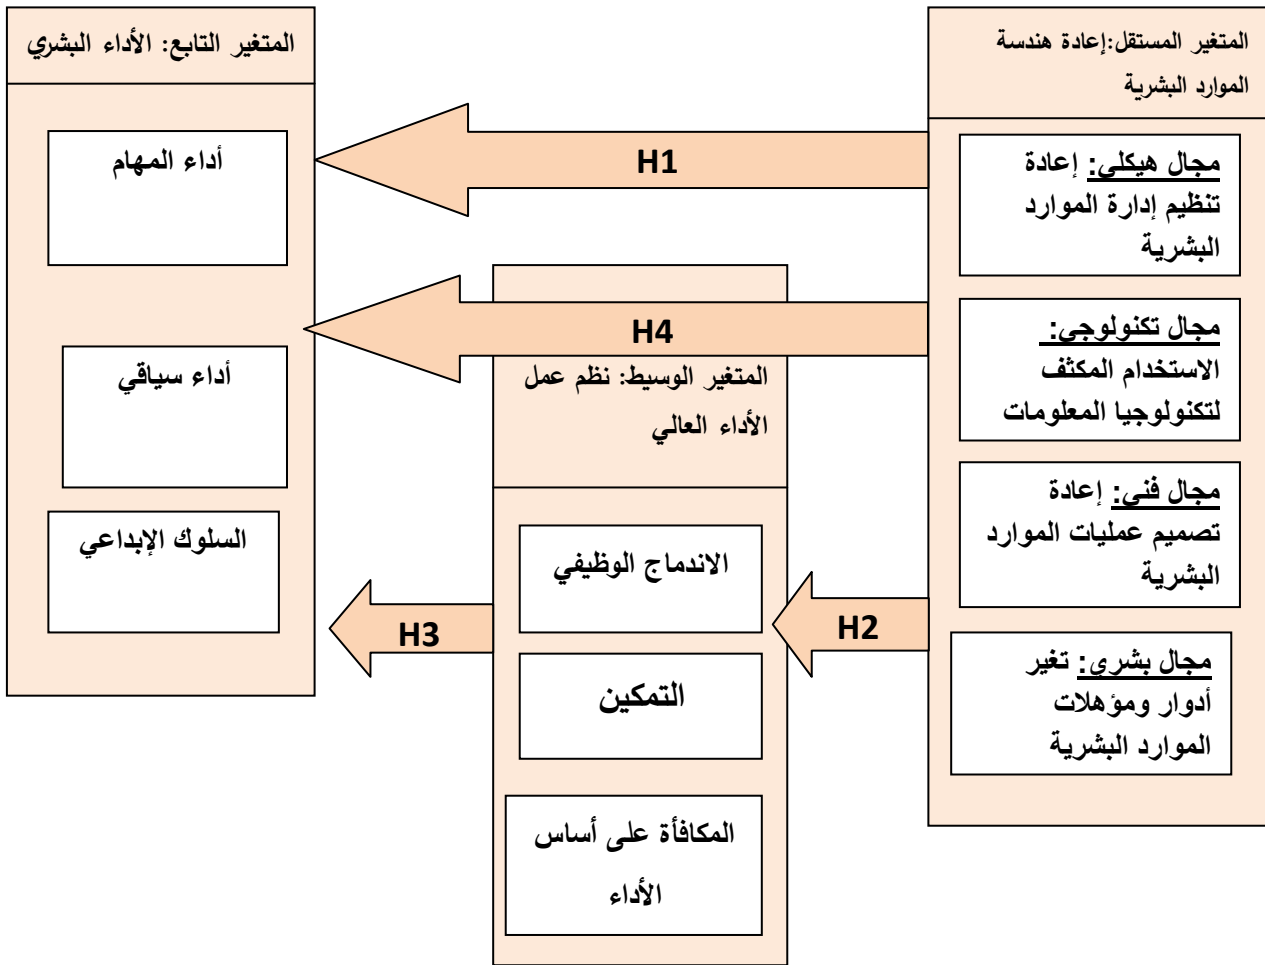 المتغير المستقل:إعادة هندسة
الموارد البشرية
مجال هيكلي: إعادة
تنظيم إدارة الموارد
البشرية
مجال تكنولوجي:
الاستخدام المكثف
لتكنولوجيا المعلومات
مجال فني: إعادة
تصميم عمليات الموارد
البشرية
مجال بشري: تغير
أدوار ومؤهلات
الموارد البشرية
H1
H4
H2
المتغير الوسيط: نظم عمل
الأداء العالي
الاندماج الوظيفي
التمكين
المكافأة على أساس
الأداء
H3
المتغير التابع: الأداء البشري
أداء المهام
أداء سياقي
السلوك الإبداعي